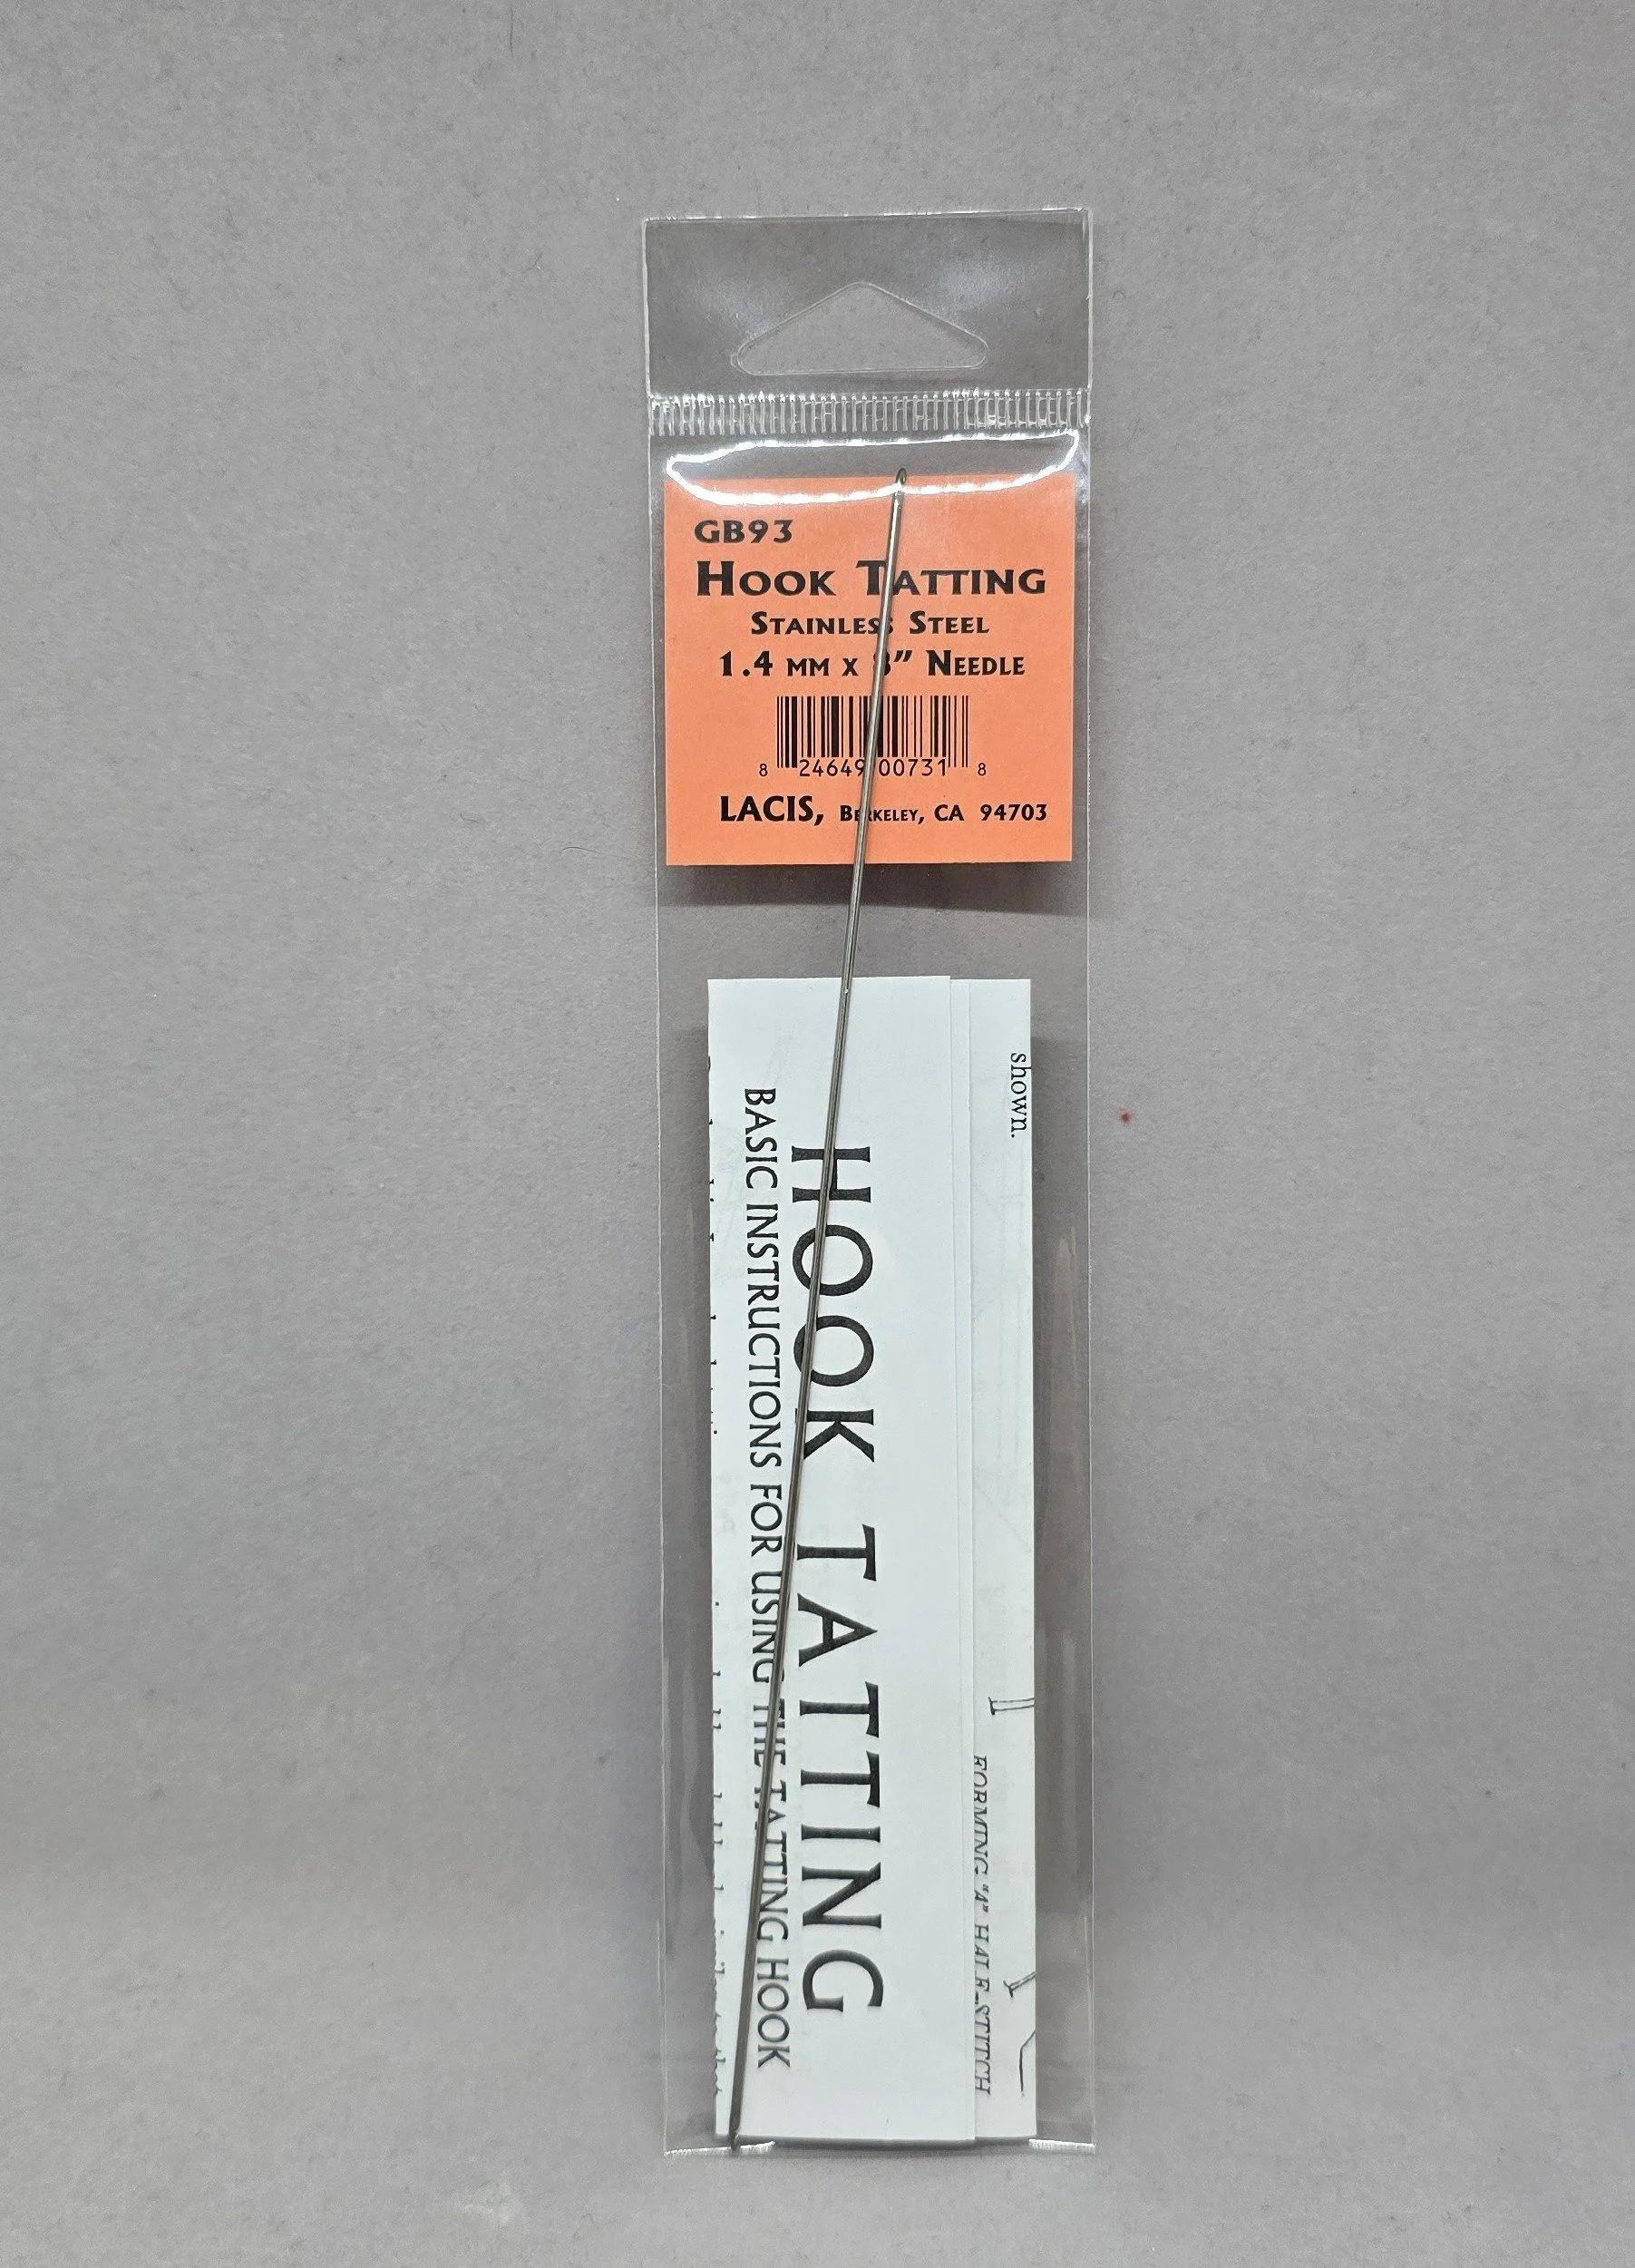 GB93
HOOK TATTING
STAINLESS STEEL
1.4 MM X 8” NEEDLE
8 24649 00731 8
LACIS, BERKELEY, CA 94703
shown.
FORMING "A" HALF-STITCH
HOOK TATTING
BASIC INSTRUCTIONS FOR USING THE TATTING HOOK